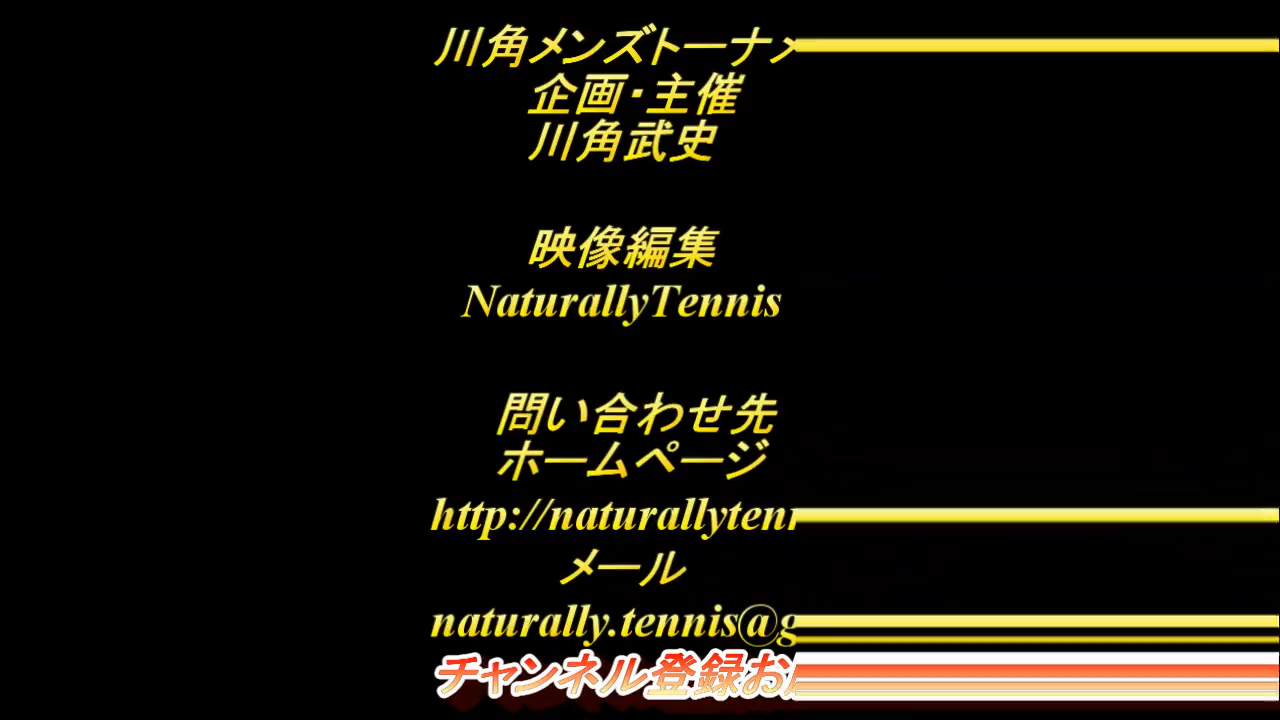 川角メンズトーナメ
企画・主催
川角武史
映像編集
NaturallyTennis
問い合わせ先
ホームページ
http://naturallyten
メール
naturally.tennis@g
チャンネル登録お